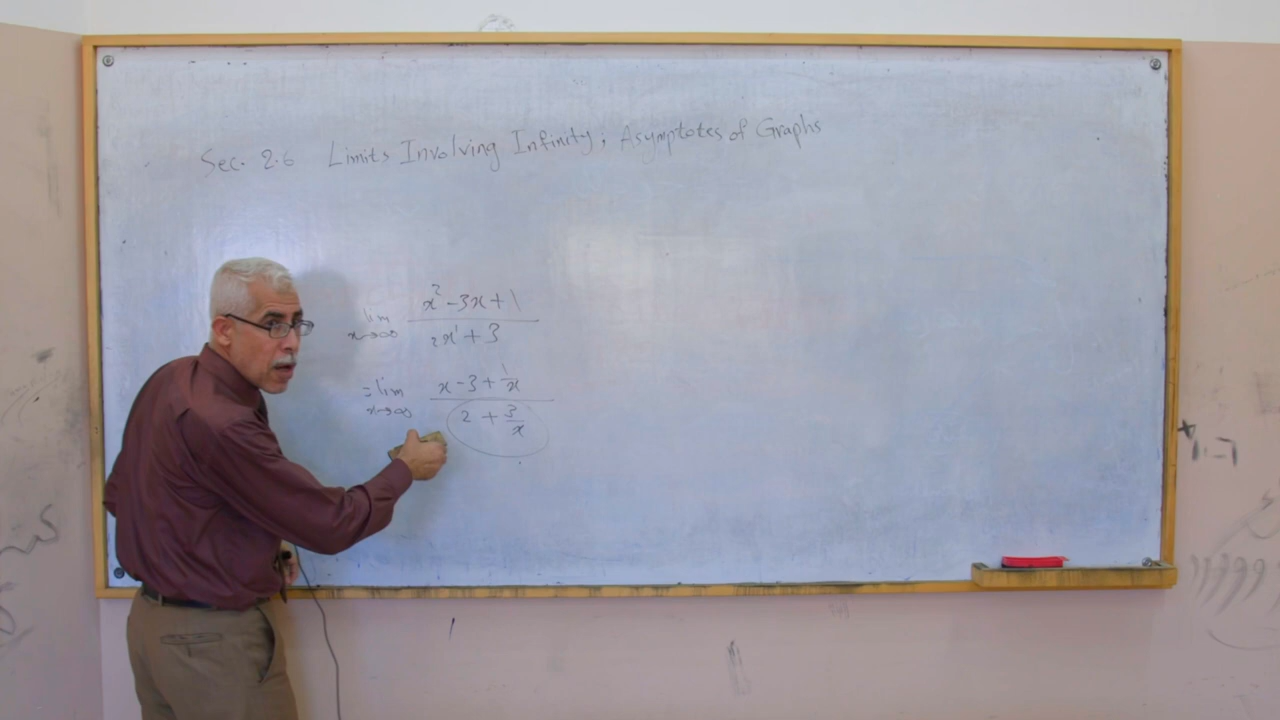 Sec. 2.6 Limits Involving Infinity; Asymptotes of Graphs
lim x→∞ (x² - 3x + 1) / (2x¹ + 3)
= lim x→∞ (x - 3 + 1/x) / (2 + 3/x)